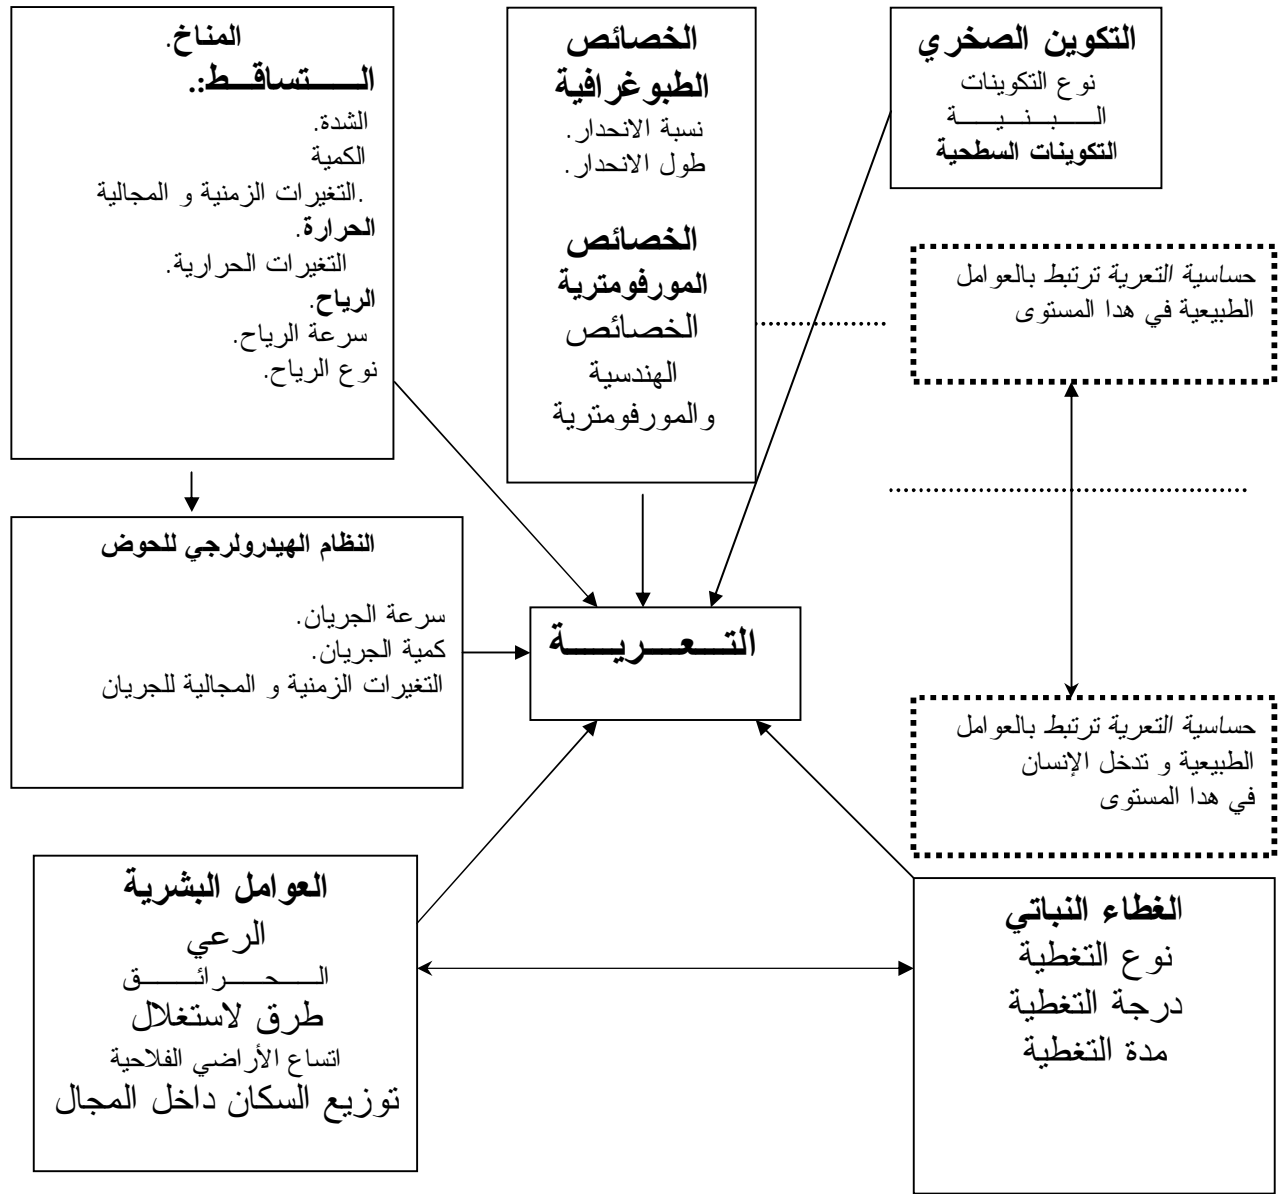 التكوين الصخري
نوع التكوينات
البنية
التكوينات السطحية
الخصائص
الطبوغرافية
نسبة الانحدار.
طول الانحدار.
الخصائص
المورفومترية
الخصائص
الهندسية
والمورفومترية
المناخ.
التساقط:.
الشدة.
الكمية
.التغيرات الزمنية و المجالية
الحرارة.
التغيرات الحرارية.
الرياح.
سرعة الرياح.
نوع الرياح.
حساسية التعرية ترتبط بالعوامل
الطبيعية في هدا المستوى
النظام الهيدرولرجي للحوض
سرعة الجريان.
كمية الجريان.
التغيرات الزمنية و المجالية للجريان
التعرية
حساسية التعرية ترتبط بالعوامل
الطبيعية و تدخل الإنسان
في هدا المستوى
الغطاء النباتي
نوع التغطية
درجة التغطية
مدة التغطية
العوامل البشرية
الرعي
الحرائق
طرق لاستغلال
اتساع الأراضي الفلاحية
توزيع السكان داخل المجال